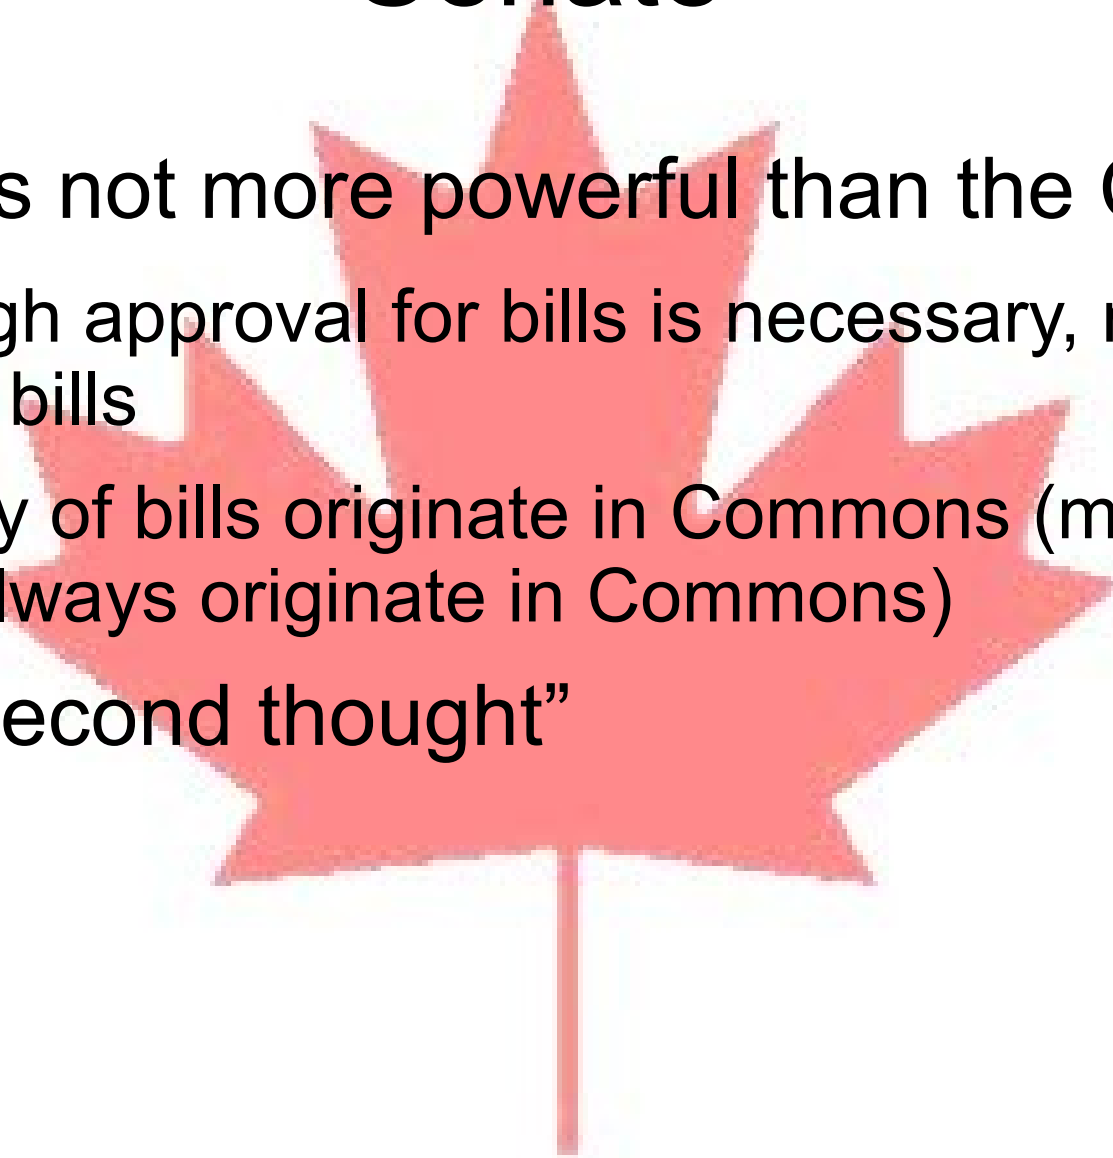 Senate
s not more powerful than the
gh approval for bills is necessary,
bills
y of bills originate in Commons (m
lways originate in Commons)
econd thought”